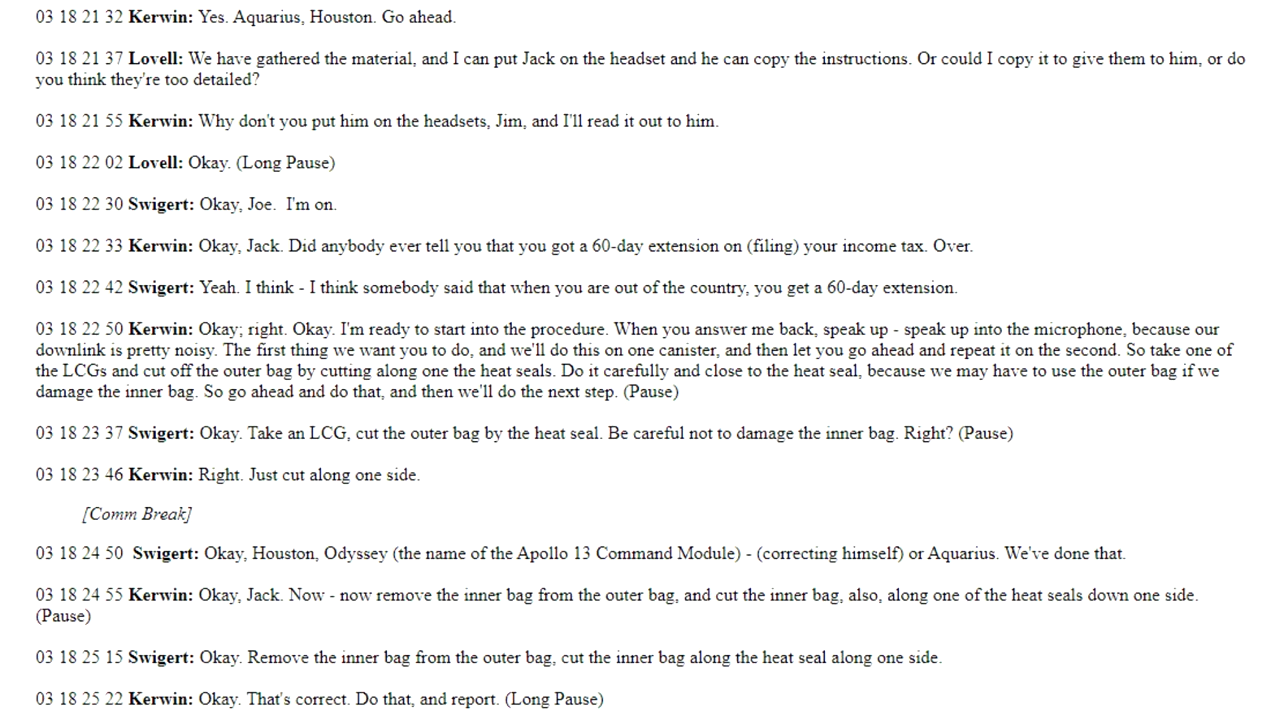 03 18 21 32 Kerwin: Yes. Aquarius, Houston. Go ahead.
03 18 21 37 Lovell: We have gathered the material, and I can put Jack on the headset and he can copy the instructions. Or could I copy it to give them to him, or do
you think they're too detailed?
03 18 21 55 Kerwin: Why don't you put him on the headsets, Jim, and I'll read it out to him.
03 18 22 02 Lovell: Okay. (Long Pause)
03 18 22 30 Swigert: Okay, Joe.  I'm on.
03 18 22 33 Kerwin: Okay, Jack. Did anybody ever tell you that you got a 60-day extension on (filing) your income tax. Over.
03 18 22 42 Swigert: Yeah. I think - I think somebody said that when you are out of the country, you get a 60-day extension.
03 18 22 50 Kerwin: Okay; right. Okay. I'm ready to start into the procedure. When you answer me back, speak up - speak up into the microphone, because our
downlink is pretty noisy. The first thing we want you to do, and we'll do this on one canister, and then let you go ahead and repeat it on the second. So take one of
the LCGs and cut off the outer bag by cutting along one the heat seals. Do it carefully and close to the heat seal, because we may have to use the outer bag if we
damage the inner bag. So go ahead and do that, and then we'll do the next step. (Pause)
03 18 23 37 Swigert: Okay. Take an LCG, cut the outer bag by the heat seal. Be careful not to damage the inner bag. Right? (Pause)
03 18 23 46 Kerwin: Right. Just cut along one side.
[Comm Break]
03 18 24 50  Swigert: Okay, Houston, Odyssey (the name of the Apollo 13 Command Module) - (correcting himself) or Aquarius. We've done that.
03 18 24 55 Kerwin: Okay, Jack. Now - now remove the inner bag from the outer bag, and cut the inner bag, also, along one of the heat seals down one side.
(Pause)
03 18 25 15 Swigert: Okay. Remove the inner bag from the outer bag, cut the inner bag along the heat seal along one side.
03 18 25 22 Kerwin: Okay. That's correct. Do that, and report. (Long Pause)